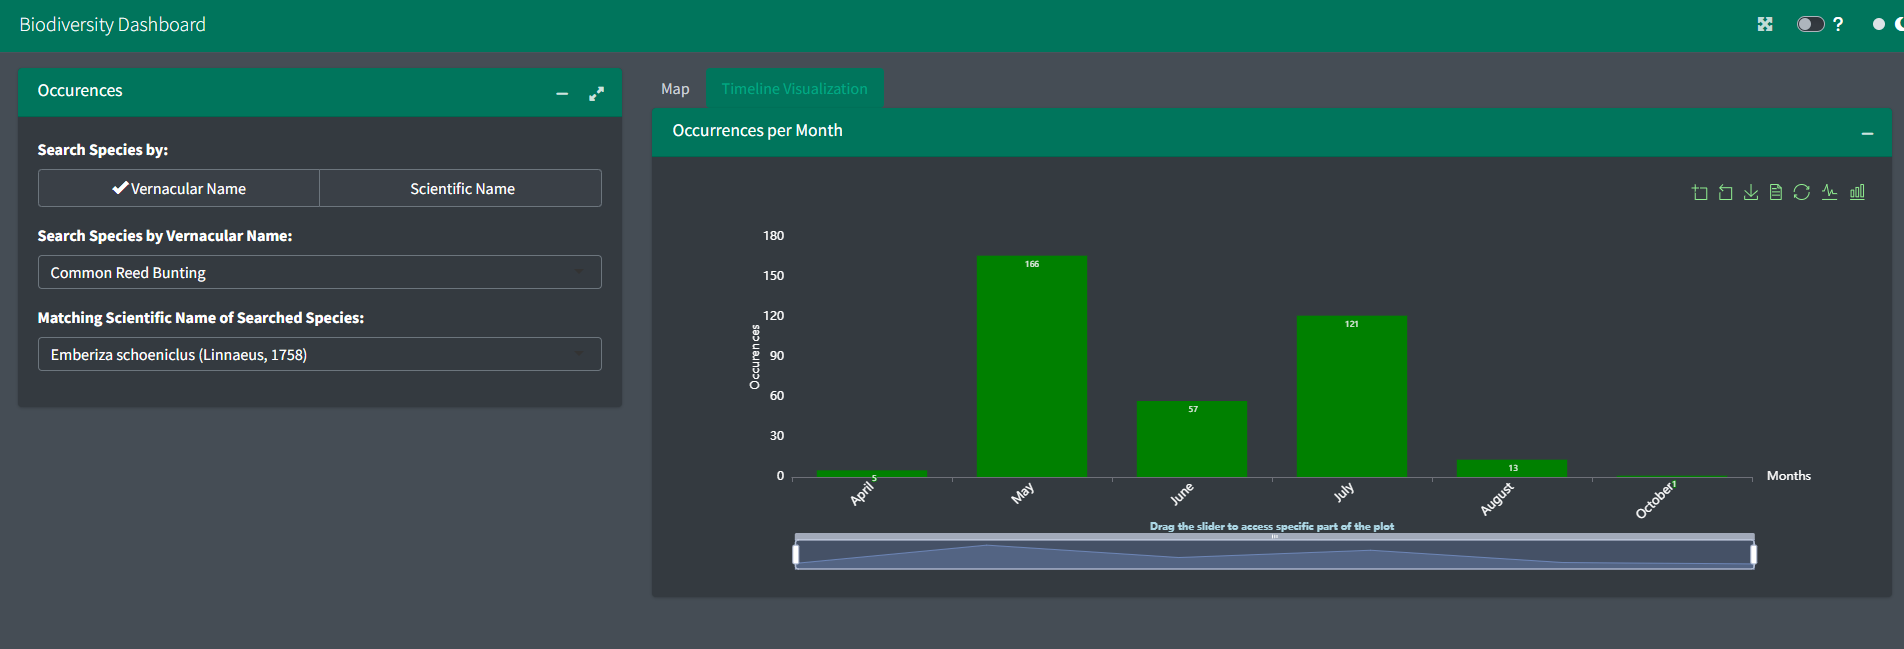 Biodiversity Dashboard
?
Occurences
Search Species by:
Vernacular Name
Scientific Name
Search Species by Vernacular Name:
Common Reed Bunting
Matching Scientific Name of Searched Species:
Emberiza schoeniclus (Linnaeus, 1758)
Map
Timeline Visualization
Occurrences per Month
Occurences
180
150
120
90
60
30
0
5
166
57
121
13
1
April
May
June
July
August
October
Months
Drag the slider to access specific part of the plot